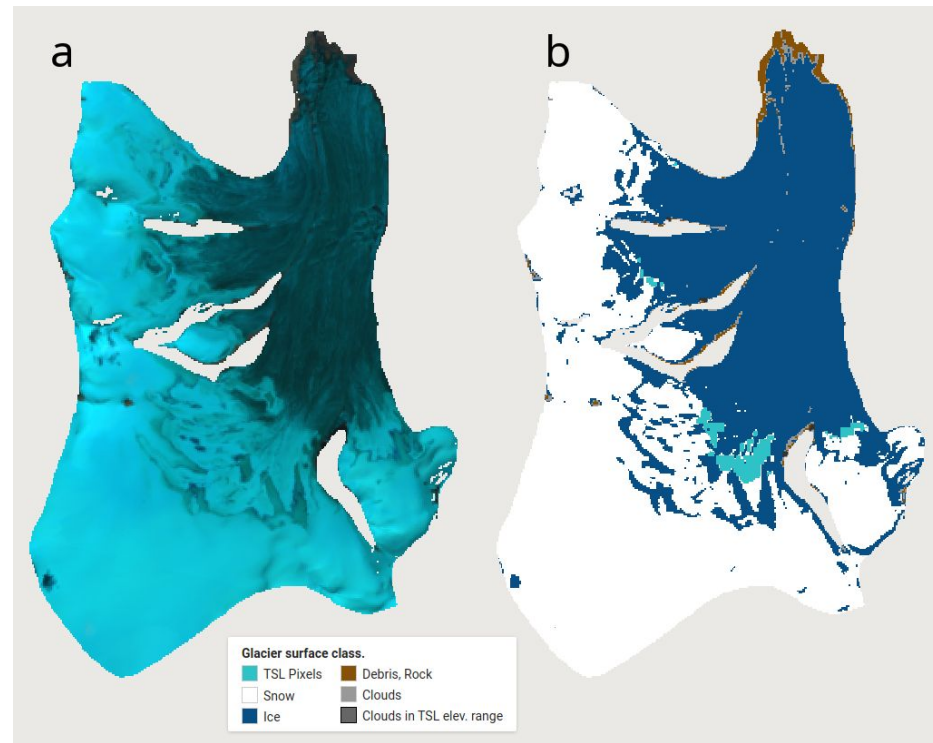 a
b
Glacier surface class.
TSL Pixels
Debris, Rock
Snow
Clouds
Ice
Clouds in TSL elev. range